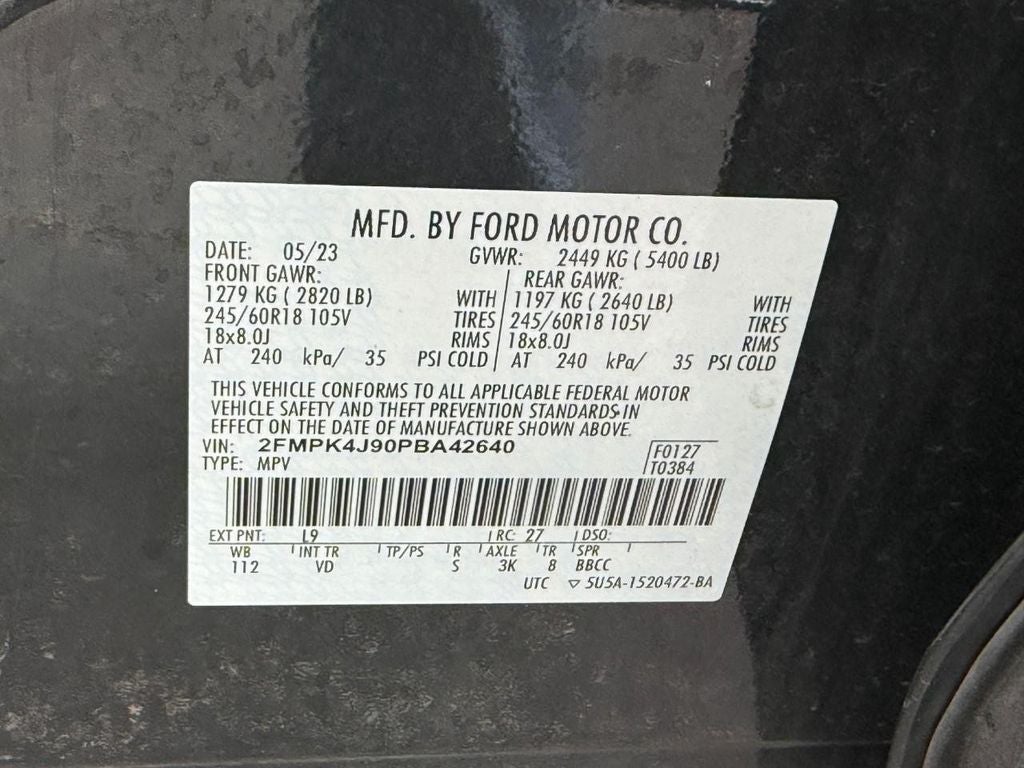 MFD. BY FORD MOTOR CO.
DATE: 05/23 GVWR: 2449 KG ( 5400 LB)
FRONT GAWR: REAR GAWR:
1279 KG ( 2820 LB) WITH 1197 KG ( 2640 LB) WITH
245/60R18 105V TIRES 245/60R18 105V TIRES
18x8.0J RIMS 18x8.0J RIMS
AT 240 kPa/ 35 PSI COLD AT 240 kPa/ 35 PSI COLD
THIS VEHICLE CONFORMS TO ALL APPLICABLE FEDERAL MOTOR
VEHICLE SAFETY AND THEFT PREVENTION STANDARDS IN
EFFECT ON THE DATE OF MANUFACTURE SHOWN ABOVE.
VIN: 2FMPK4J90PBA42640 F0127
TYPE: MPV T0384
EXT PNT: L9 RC: 27 DSO:
WB INT TR TP/PS R AXLE TR SPR
112 VD S 3K 8 BBCC
UTC ▽ 5U5A-1520472-BA